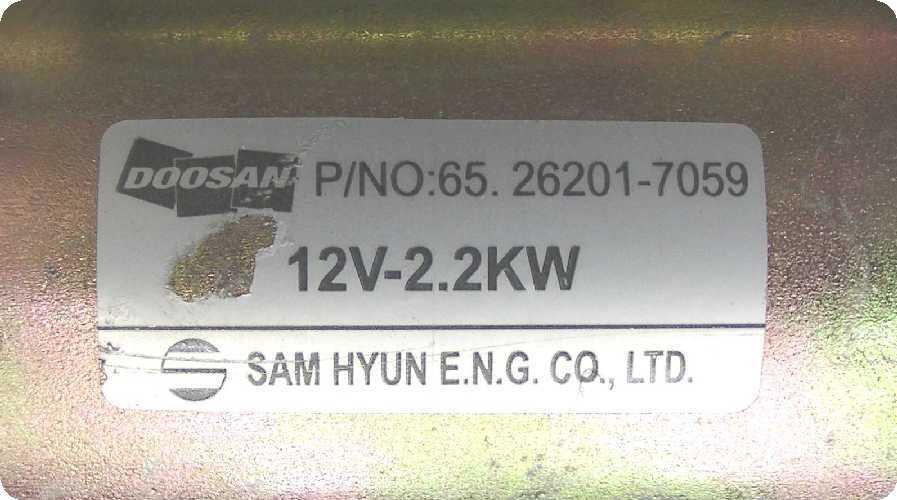 DOOSAN P/NO:65. 26201-7059
12V-2.2KW
SAM HYUN E.N.G. CO., LTD.